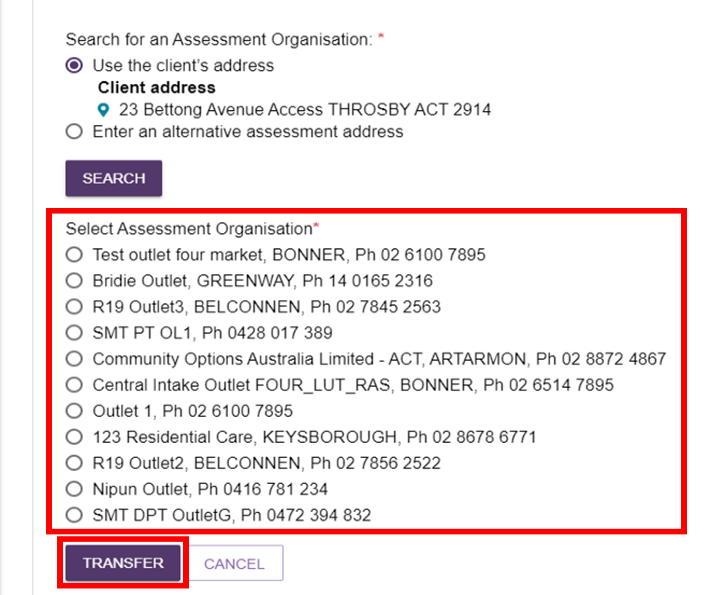 Search for an Assessment Organisation: *
Use the client's address
Client address
23 Bettong Avenue Access THROSBY ACT 2914
Enter an alternative assessment address
SEARCH
Select Assessment Organisation*
Test outlet four market, BONNER, Ph 02 6100 7895
Bridie Outlet, GREENWAY, Ph 14 0165 2316
R19 Outlet3, BELCONNEN, Ph 02 7845 2563
SMT PT OL1, Ph 0428 017 389
Community Options Australia Limited - ACT, ARTARMON, Ph 02 8872 4867
Central Intake Outlet FOUR_LUT_RAS, BONNER, Ph 02 6514 7895
Outlet 1, Ph 02 6100 7895
123 Residential Care, KEYSBOROUGH, Ph 02 8678 6771
R19 Outlet2, BELCONNEN, Ph 02 7856 2522
Nipun Outlet, Ph 0416 781 234
SMT DPT OutletG, Ph 0472 394 832
TRANSFER CANCEL